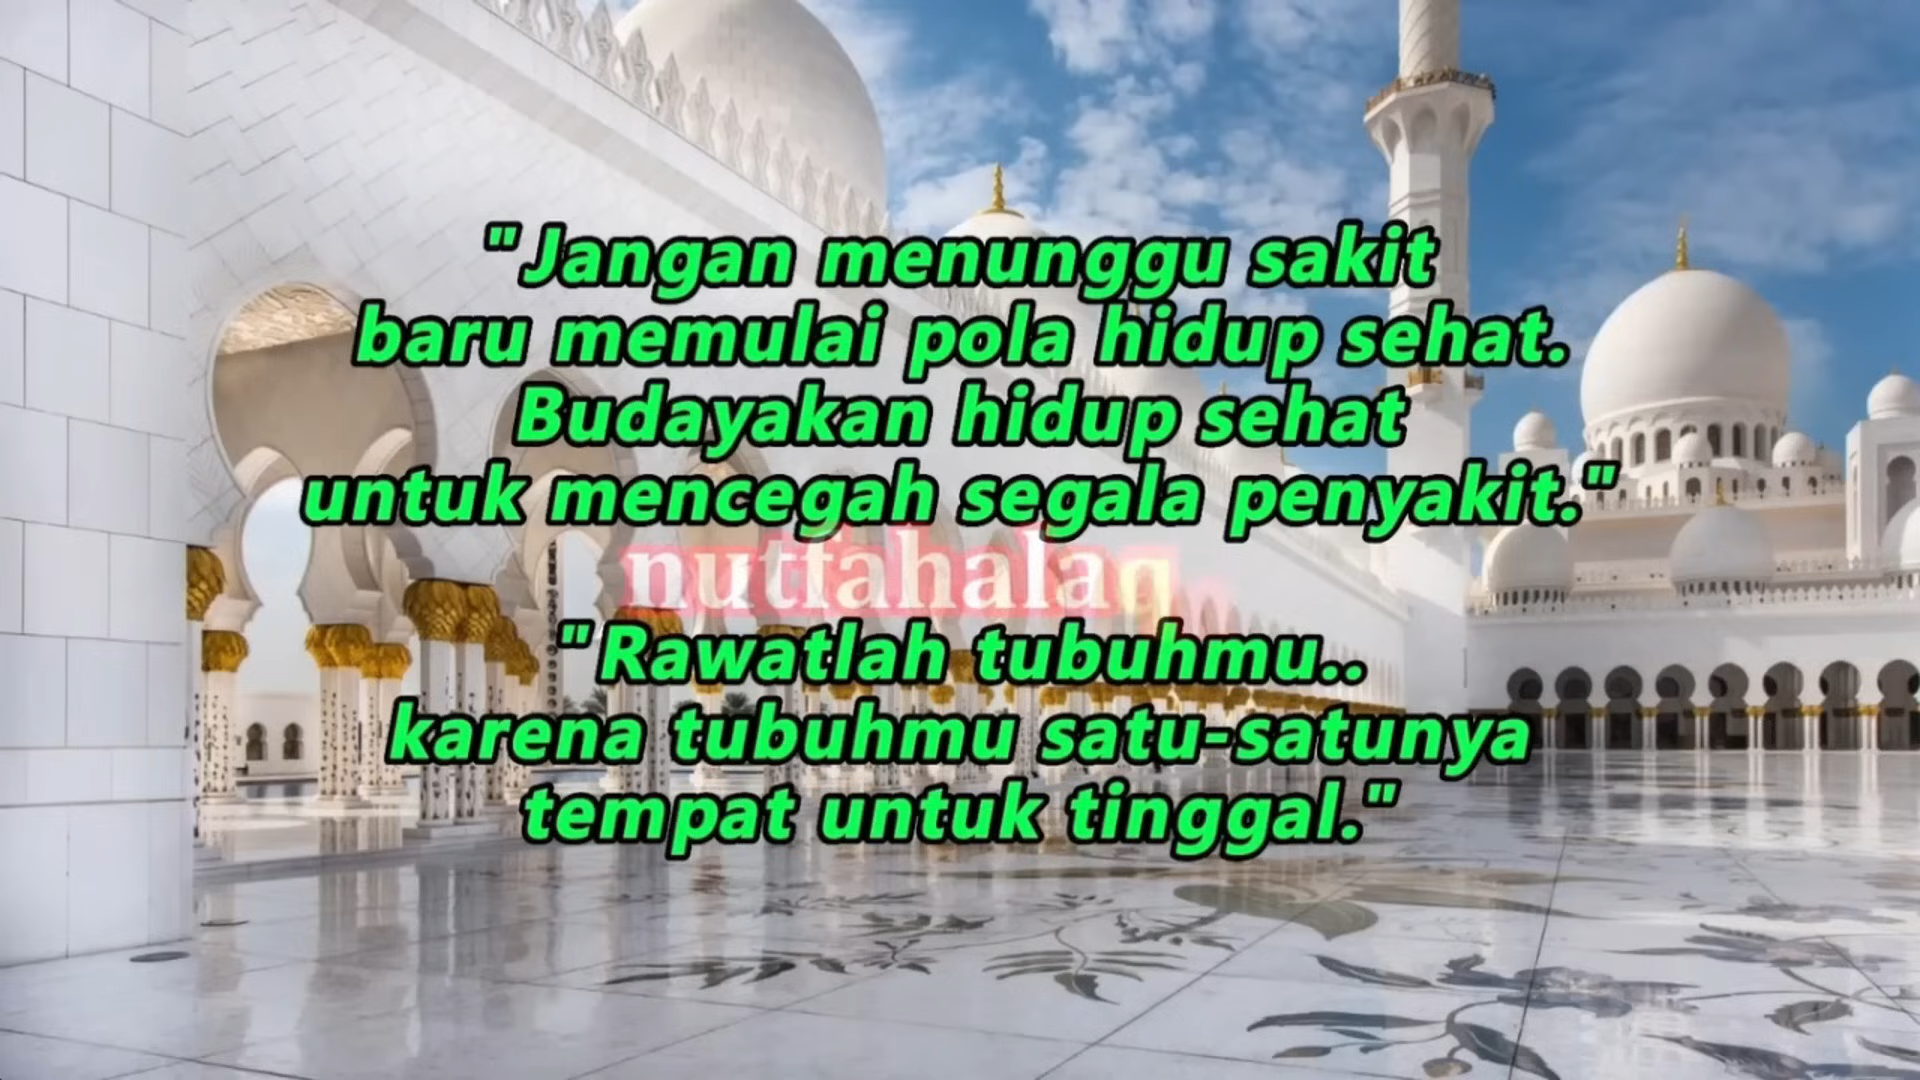 "Jangan menunggu sakit
baru memulai pola hidup sehat.
Budayakan hidup sehat
untuk mencegah segala penyakit."
nutfahalaq
"Rawatlah tubuhmu..
karena tubuhmu satu-satunya
tempat untuk tinggal."